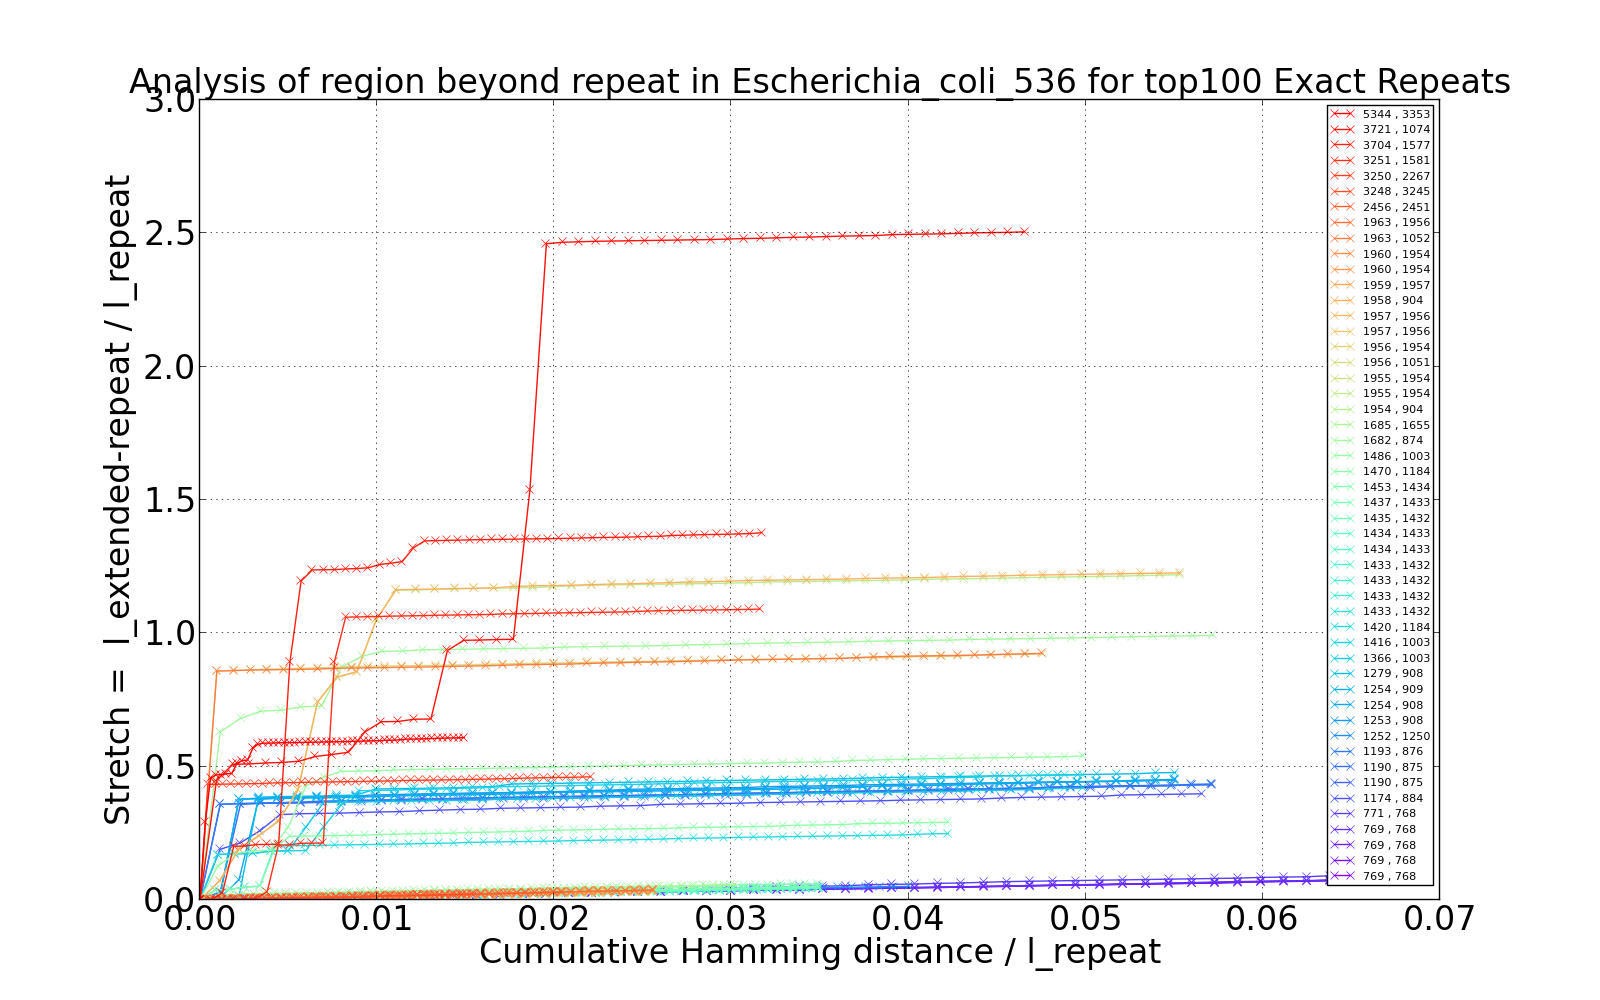 Analysis of region beyond repeat in Escherichia_coli_536 for top100 Exact Repeats
3.0
2.5
2.0
1.5
1.0
0.5
0.0
Stretch = l_extended-repeat / l_repeat
0.00
0.01
0.02
0.03
0.04
0.05
0.06
0.07
Cumulative Hamming distance / l_repeat
5344 , 3353
3721 , 1074
3704 , 1577
3251 , 1581
3250 , 2267
3248 , 3245
2456 , 2451
1963 , 1956
1963 , 1052
1960 , 1954
1960 , 1954
1959 , 1957
1958 , 904
1957 , 1956
1957 , 1956
1956 , 1954
1956 , 1051
1955 , 1954
1955 , 1954
1954 , 904
1685 , 1655
1682 , 874
1486 , 1003
1470 , 1184
1453 , 1434
1437 , 1433
1435 , 1432
1434 , 1433
1434 , 1433
1433 , 1432
1433 , 1432
1433 , 1432
1433 , 1432
1420 , 1184
1416 , 1003
1366 , 1003
1279 , 908
1254 , 909
1254 , 908
1253 , 908
1252 , 1250
1193 , 876
1190 , 875
1190 , 875
1174 , 884
771 , 768
769 , 768
769 , 768
769 , 768
769 , 768